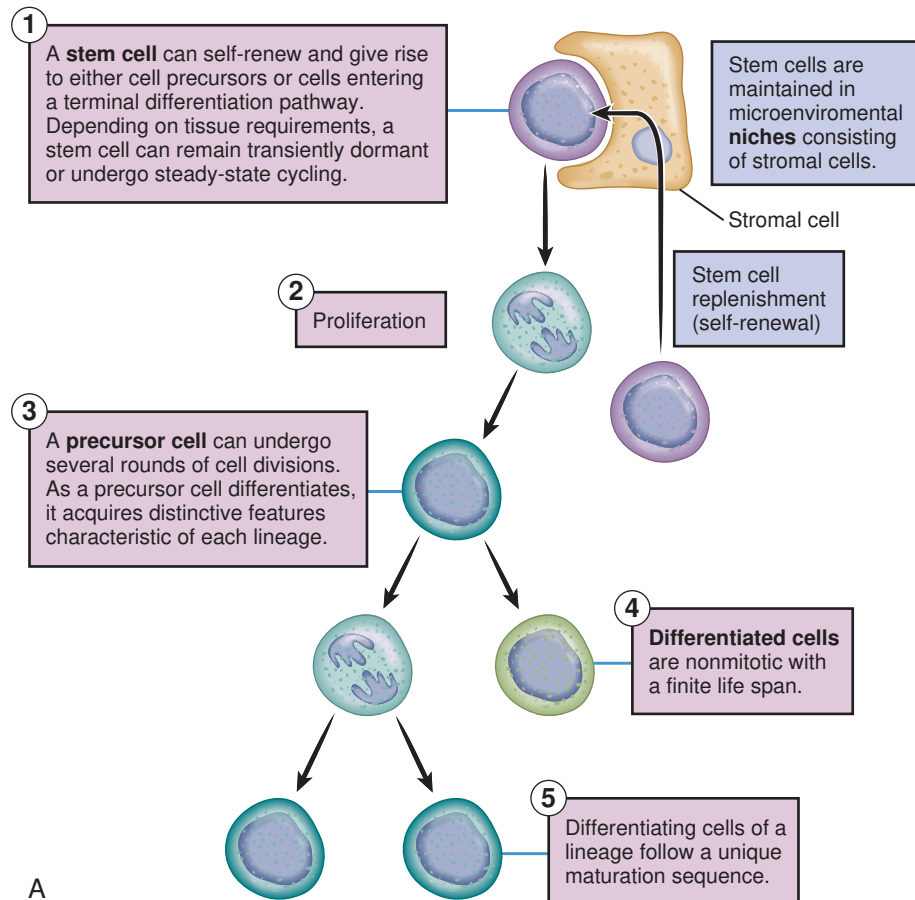 1
A stem cell can self-renew and give rise
to either cell precursors or cells entering
a terminal differentiation pathway.
Depending on tissue requirements, a
stem cell can remain transiently dormant
or undergo steady-state cycling.
Stem cells are
maintained in
microenviromental
niches consisting
of stromal cells.
Stromal cell
Stem cell
replenishment
(self-renewal)
2
Proliferation
3
A precursor cell can undergo
several rounds of cell divisions.
As a precursor cell differentiates,
it acquires distinctive features
characteristic of each lineage.
4
Differentiated cells
are nonmitotic with
a finite life span.
5
Differentiating cells of a
lineage follow a unique
maturation sequence.
A